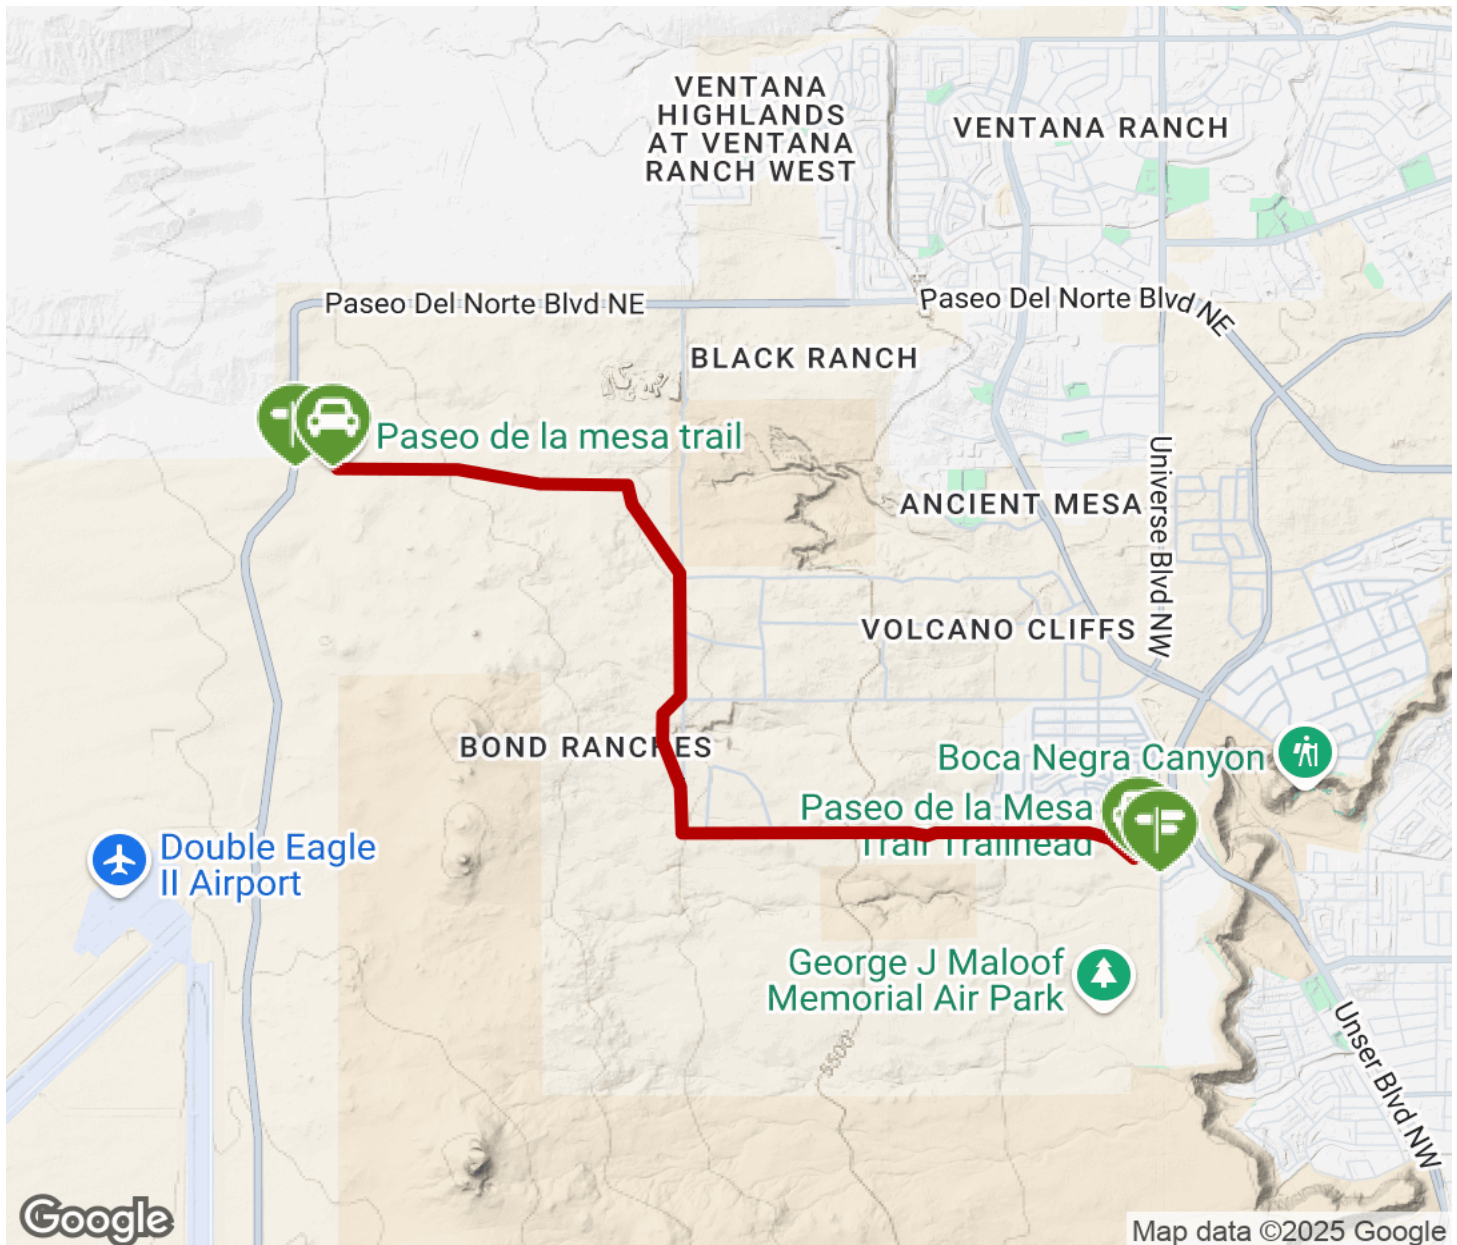 VENTANA
HIGHLANDS
AT VENTANA
RANCH WEST
VENTANA RANCH
Paseo Del Norte Blvd NE
Paseo Del Norte Blvd NE
BLACK RANCH
Paseo de la mesa trail
Universe Blvd NW
ANCIENT MESA
VOLCANO CLIFFS
BOND RANCHES
Boca Negra Canyon
Paseo de la Mesa
Trail Trailhead
Double Eagle
II Airport
George J Maloof
Memorial Air Park
5500'
Unser Blvd NW
Google
Map data ©2025 Google